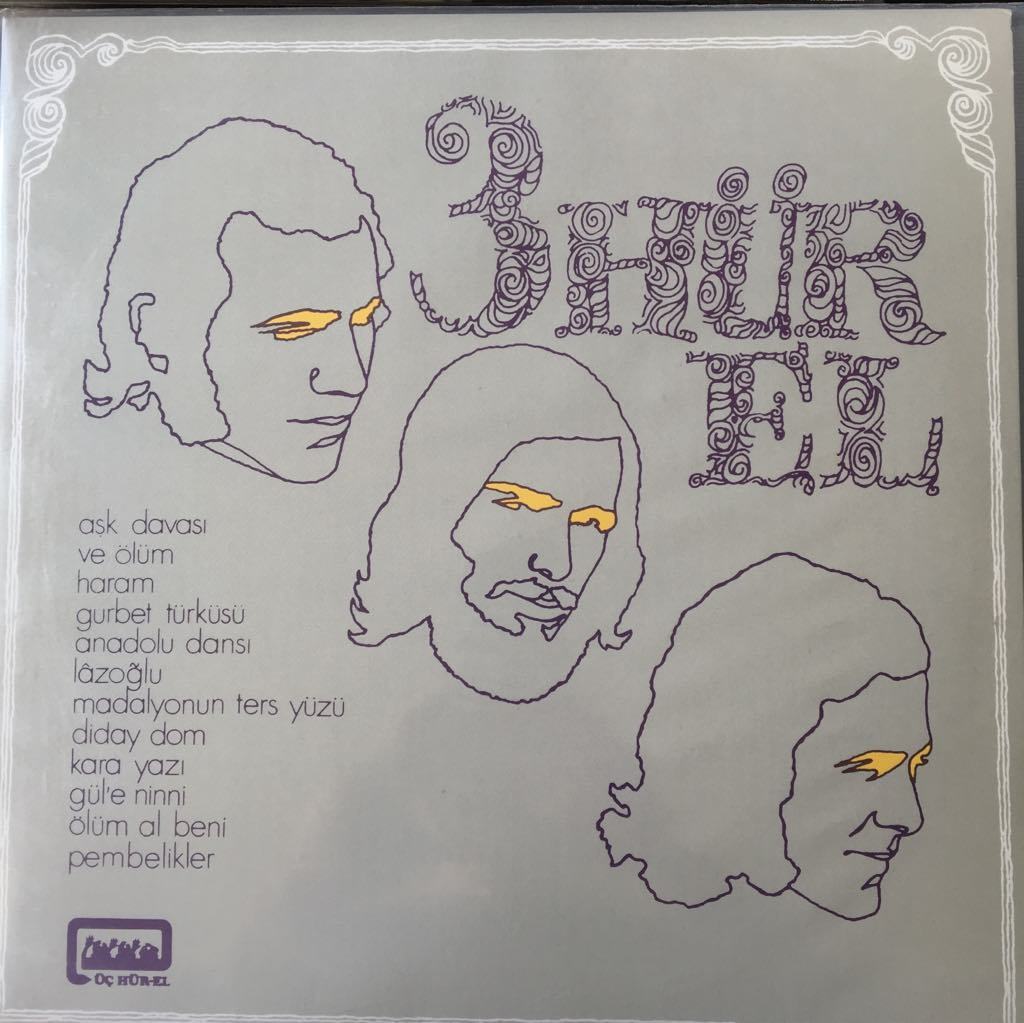 3 HÜR
EL
aşk davası
ve ölüm
haram
gurbet türküsü
anadolu dansı
lâzoğlu
madalyonun ters yüzü
diday dom
kara yazı
gül'e ninni
ölüm al beni
pembelikler
ÜÇ HÜR-EL